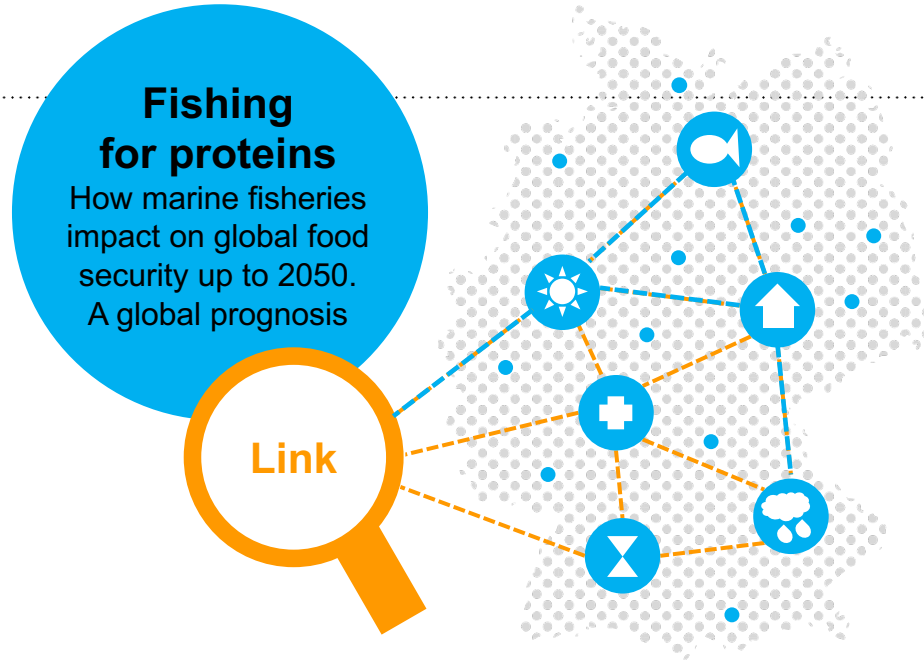 Fishing
for proteins
How marine fisheries
impact on global food
security up to 2050.
A global prognosis
Link